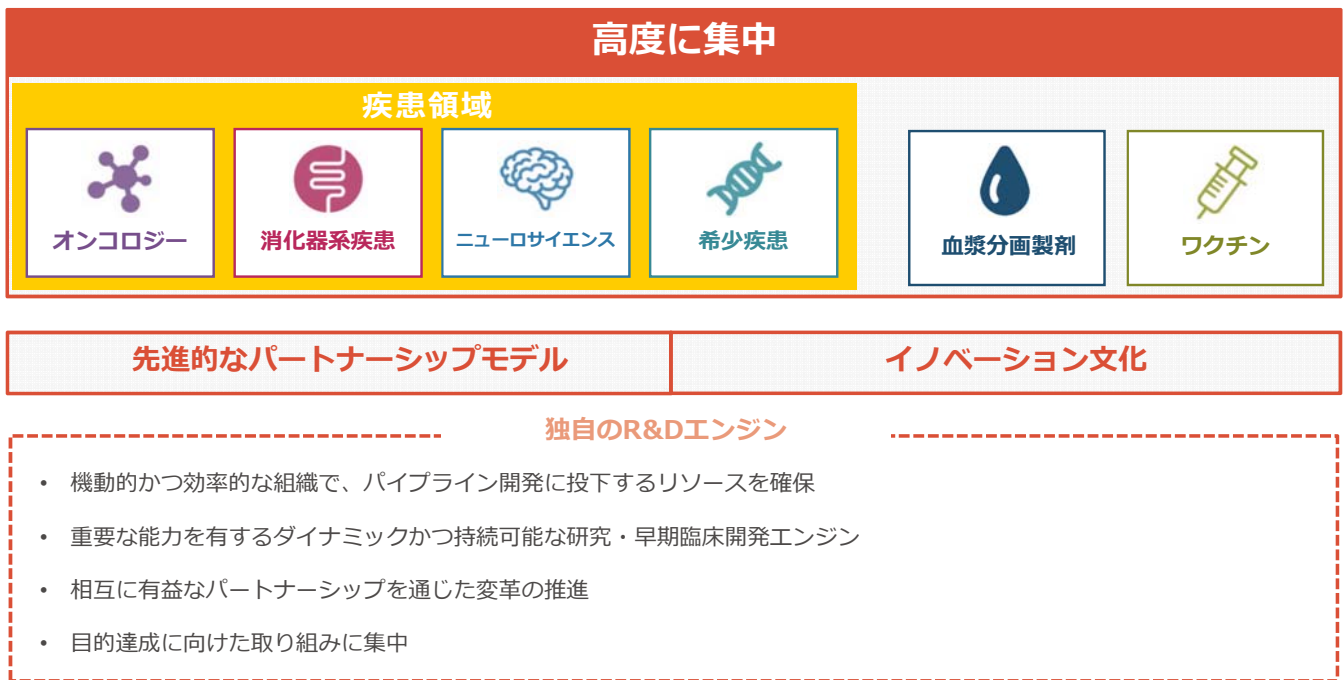 高度に集中
疾患領域
オンコロジー
消化器系疾患
ニューロサイエンス
希少疾患
血漿分画製剤
ワクチン
先進的なパートナーシップモデル
イノベーション文化
独自のR&Dエンジン
• 機動的かつ効率的な組織で、パイプライン開発に投下するリソースを確保
• 重要な能力を有するダイナミックかつ持続可能な研究・早期臨床開発エンジン
• 相互に有益なパートナーシップを通じた変革の推進
• 目的達成に向けた取り組みに集中